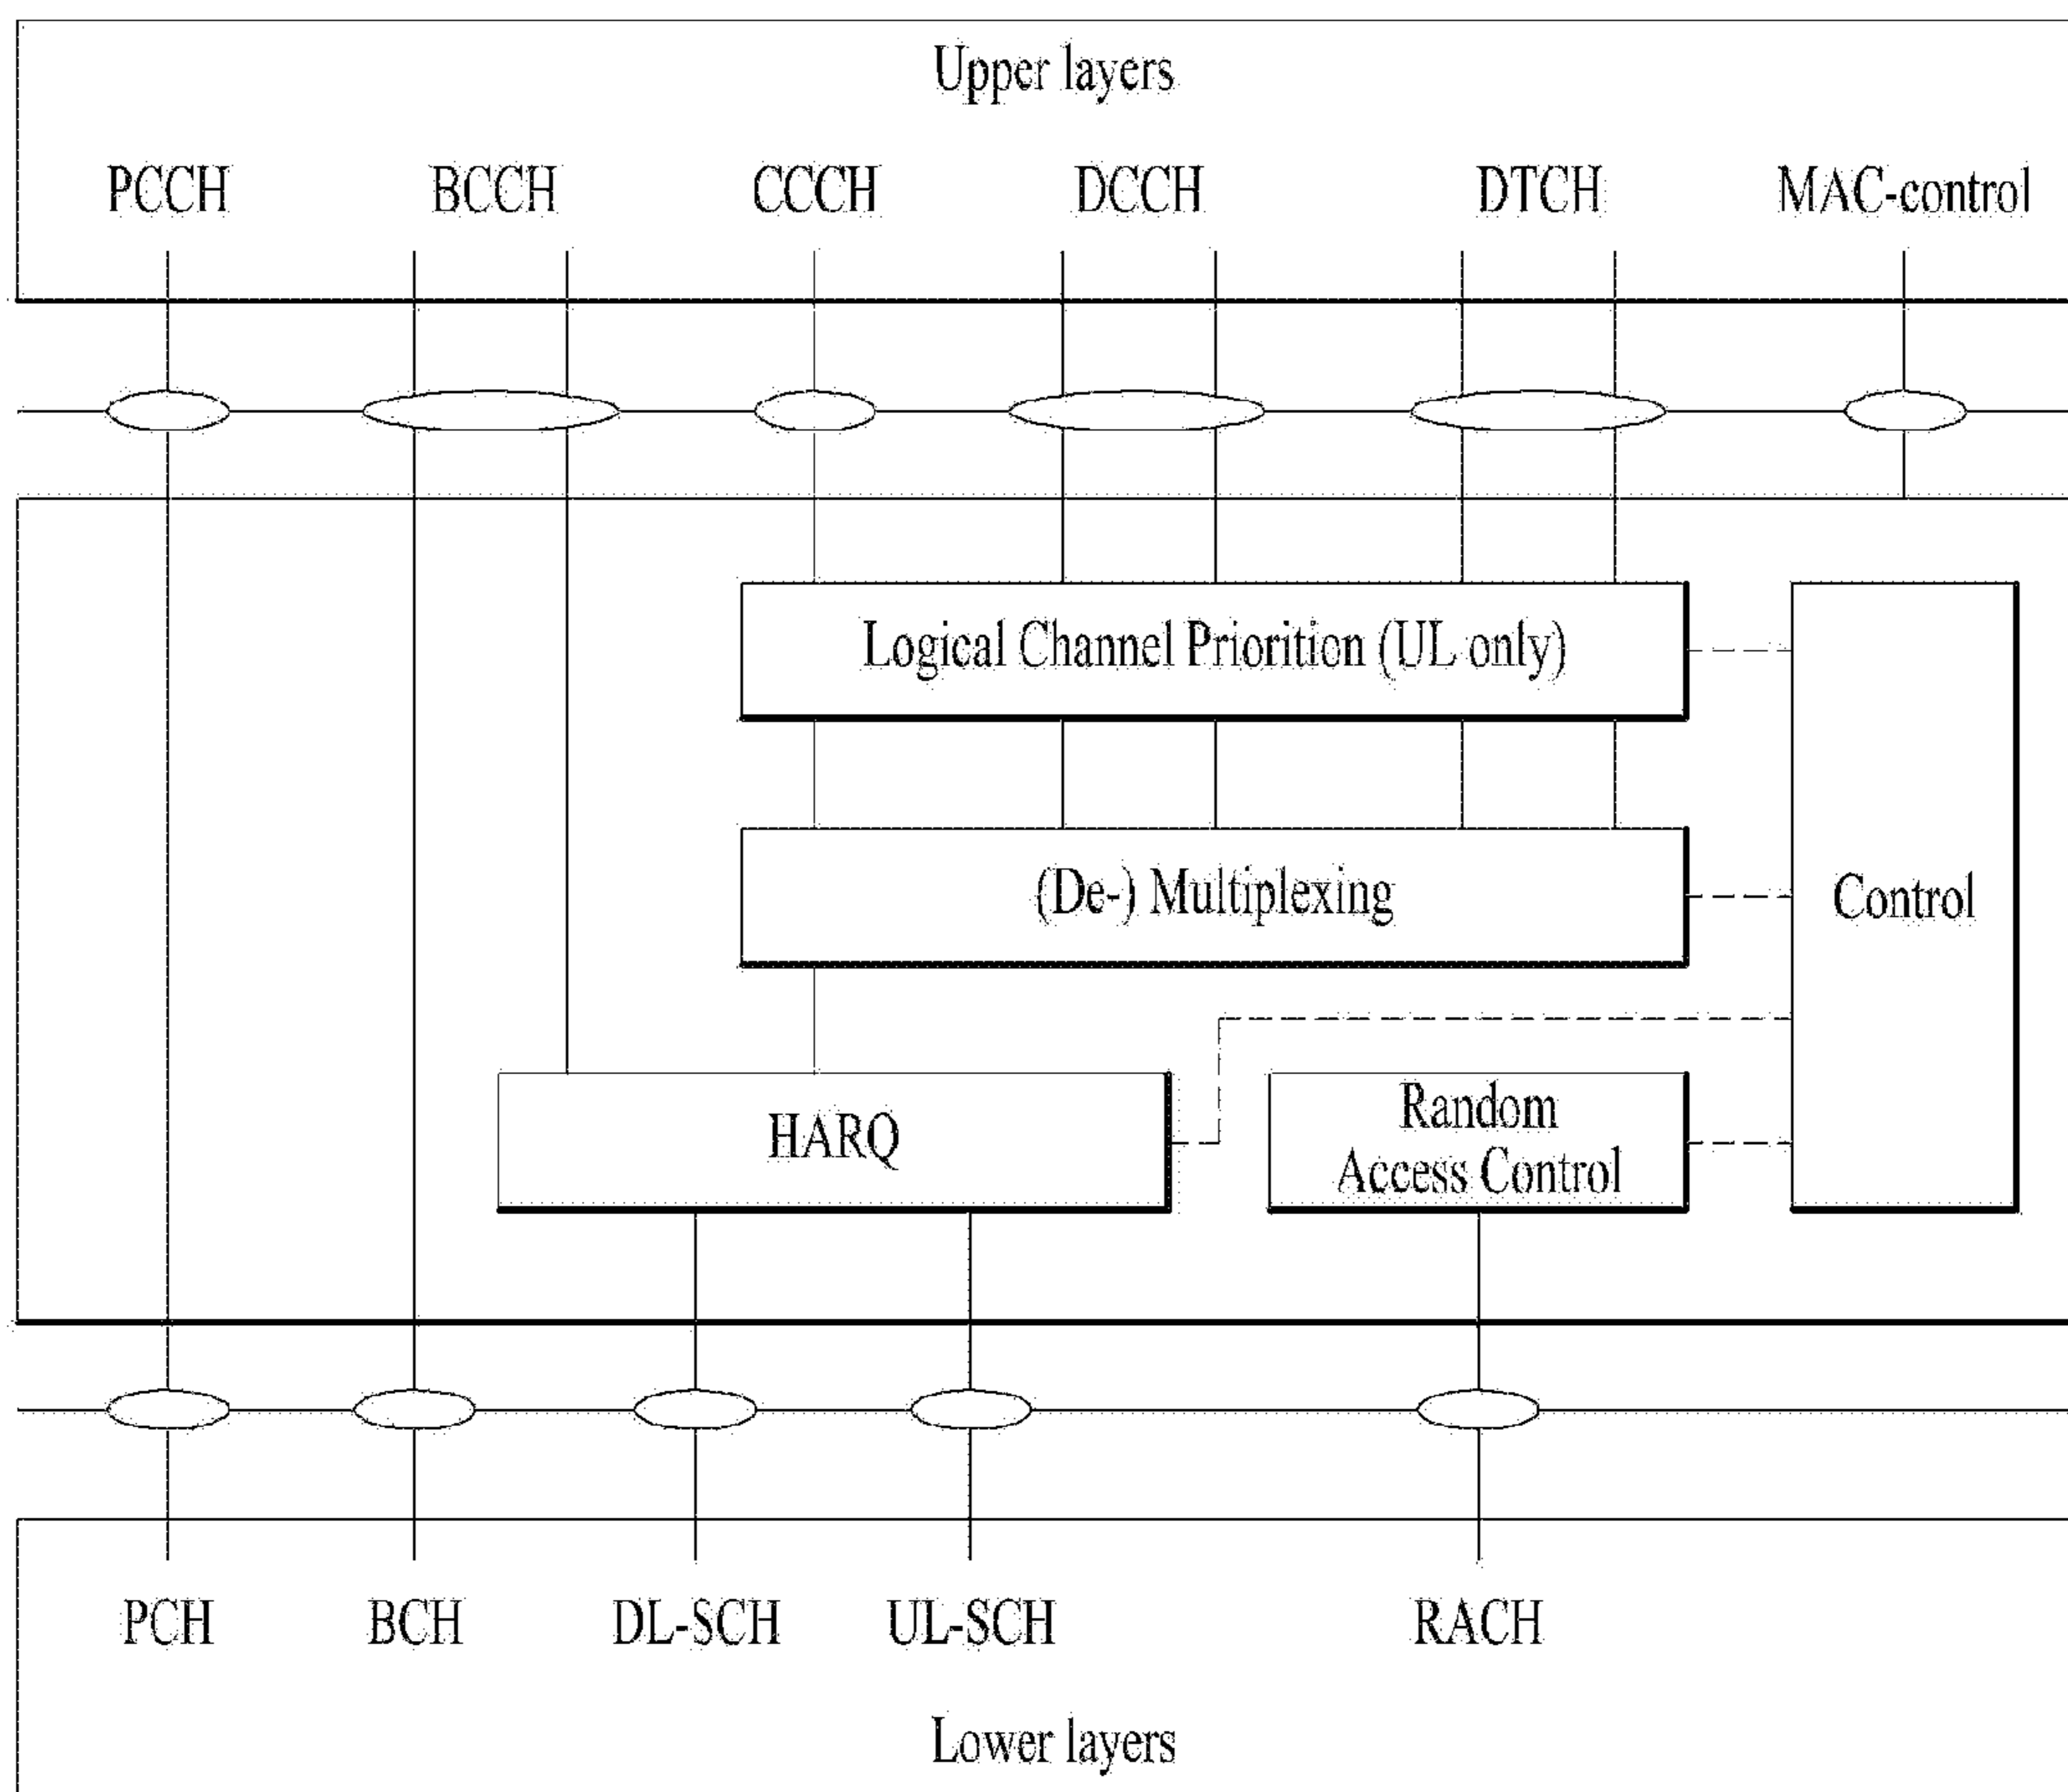 Upper layers
PCCH BCCH CCCH DCCH DTCH MAC-control
Logical Channel Priorition (UL only)
(De-) Multiplexing
Control
HARQ
Random
Access Control
PCH BCH DL-SCH UL-SCH RACH
Lower layers